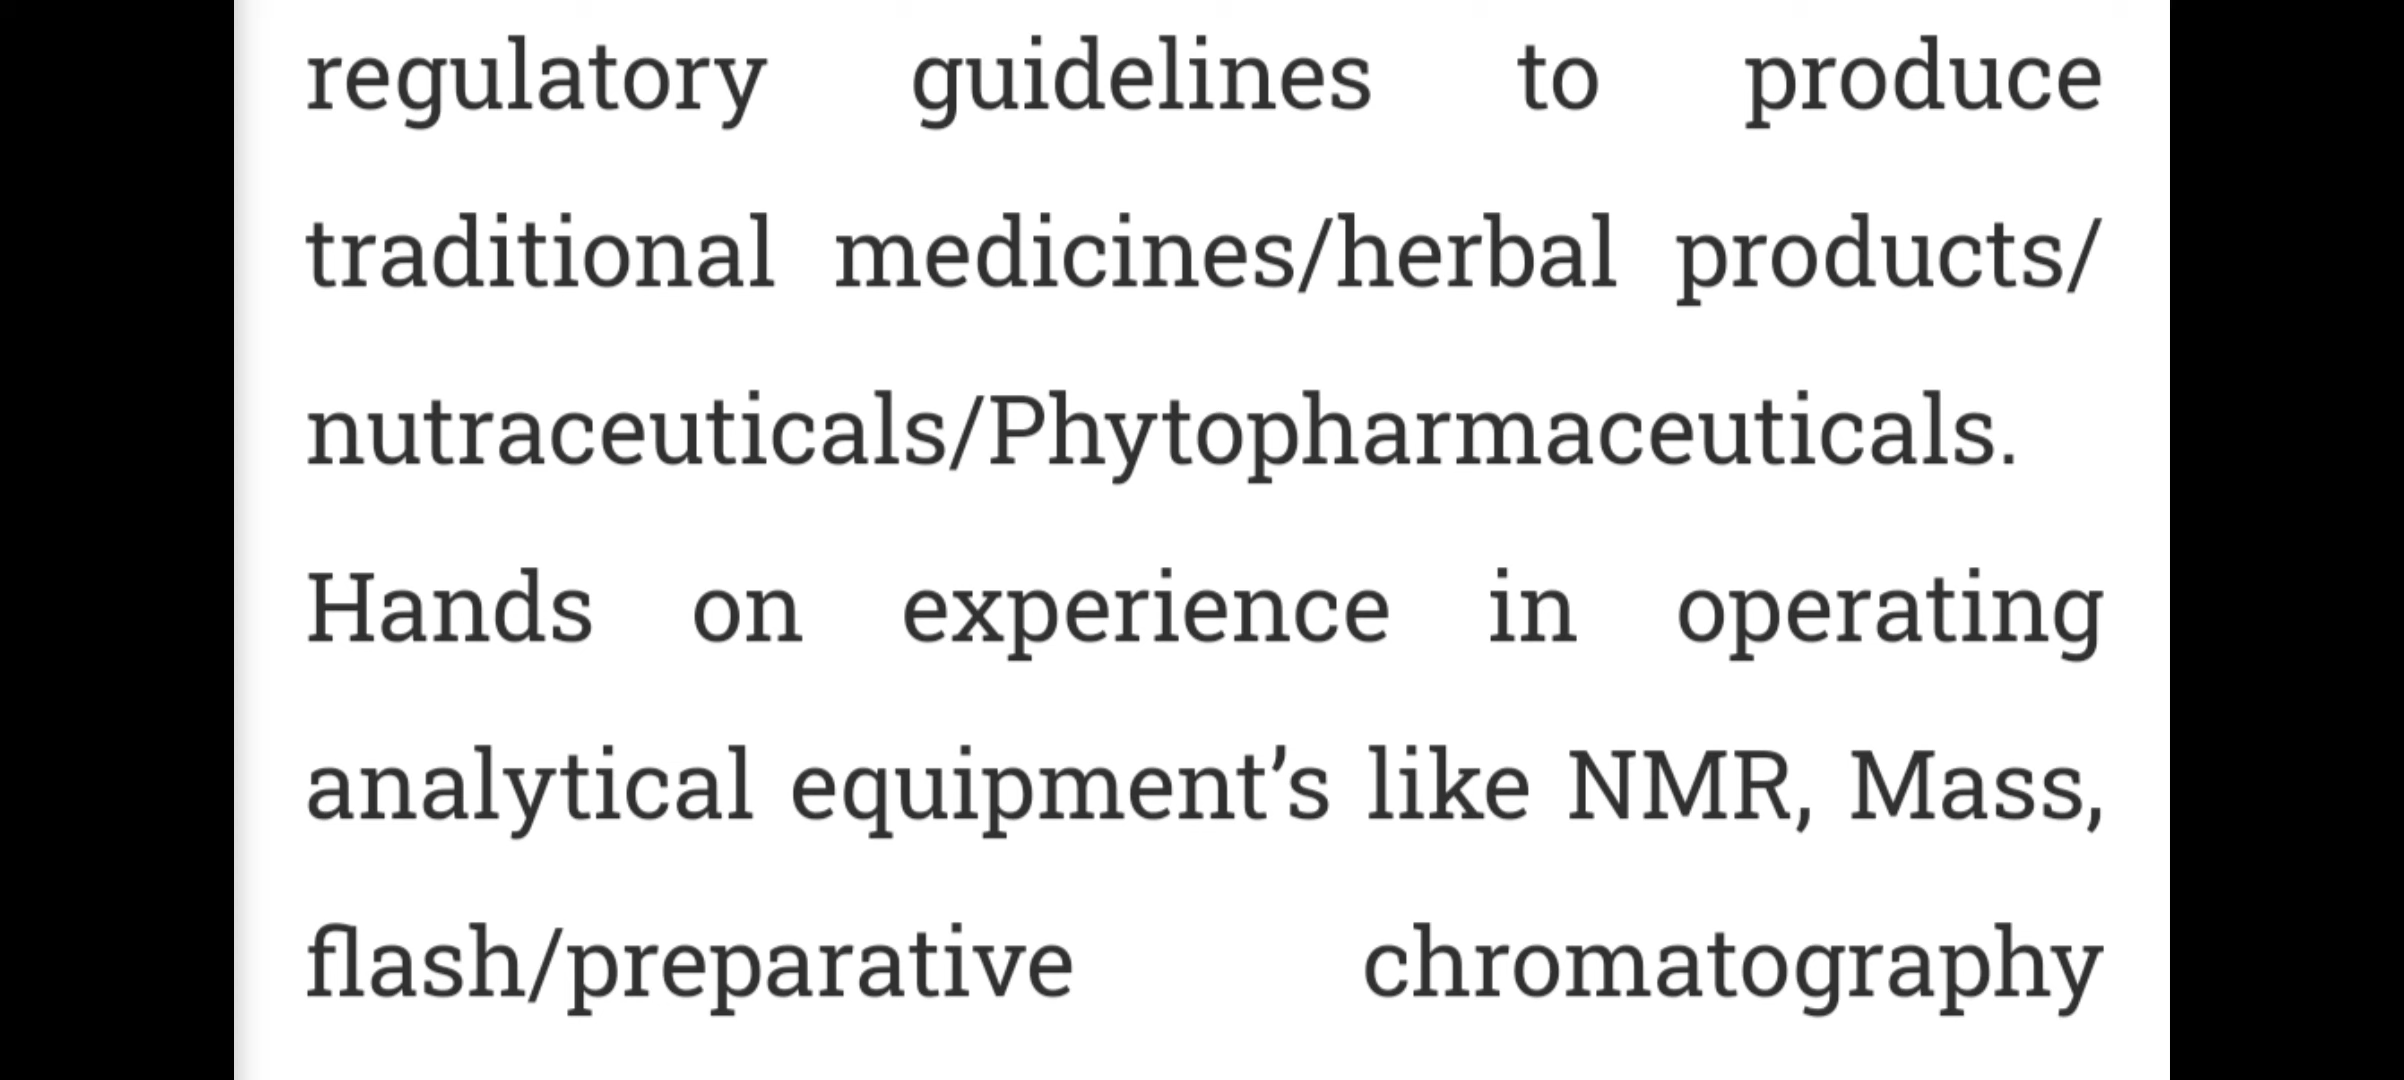 regulatory guidelines to produce
traditional medicines/herbal products/
nutraceuticals/Phytopharmaceuticals.
Hands on experience in operating
analytical equipment’s like NMR, Mass,
flash/preparative chromatography